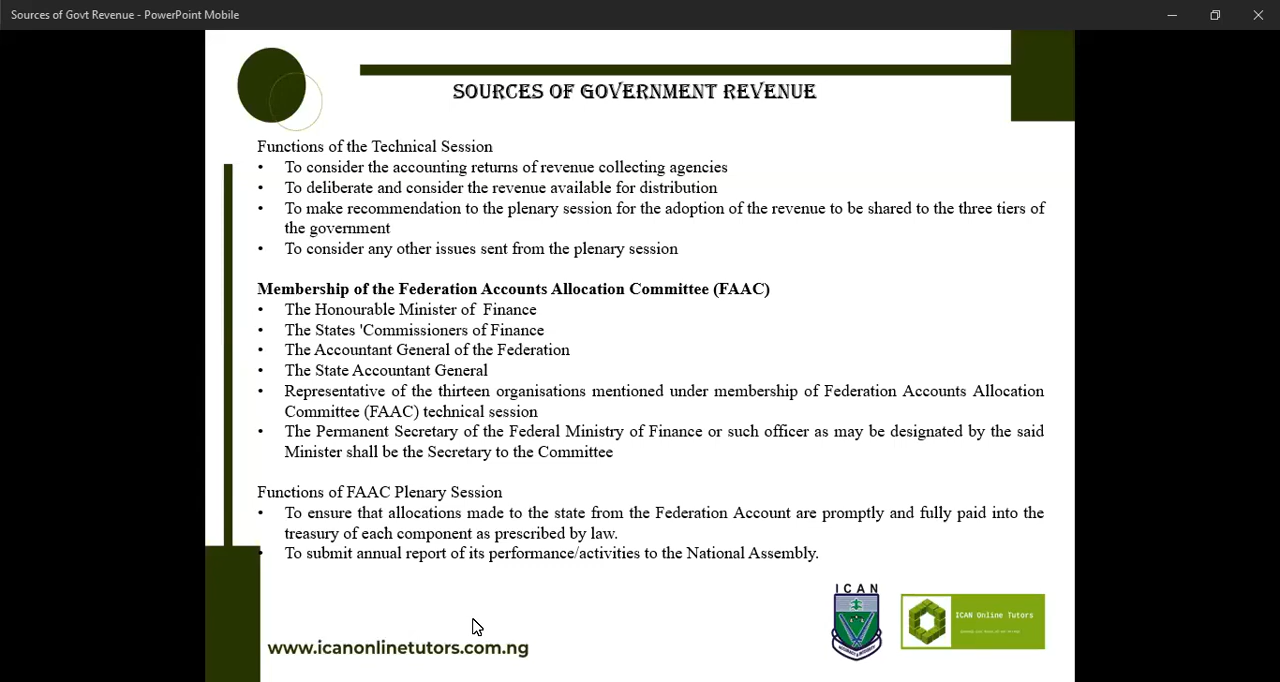 Sources of Govt Revenue - PowerPoint Mobile
SOURCES OF GOVERNMENT REVENUE
Functions of the Technical Session
• To consider the accounting returns of revenue collecting agencies
• To deliberate and consider the revenue available for distribution
• To make recommendation to the plenary session for the adoption of the revenue to be shared to the three tiers of
the government
• To consider any other issues sent from the plenary session
Membership of the Federation Accounts Allocation Committee (FAAC)
• The Honourable Minister of Finance
• The States 'Commissioners of Finance
• The Accountant General of the Federation
• The State Accountant General
• Representative of the thirteen organisations mentioned under membership of Federation Accounts Allocation
Committee (FAAC) technical session
• The Permanent Secretary of the Federal Ministry of Finance or such officer as may be designated by the said
Minister shall be the Secretary to the Committee
Functions of FAAC Plenary Session
• To ensure that allocations made to the state from the Federation Account are promptly and fully paid into the
treasury of each component as prescribed by law.
• To submit annual report of its performance/activities to the National Assembly.
ICAN
ICAN Online Tutors
www.icanonlinetutors.com.ng